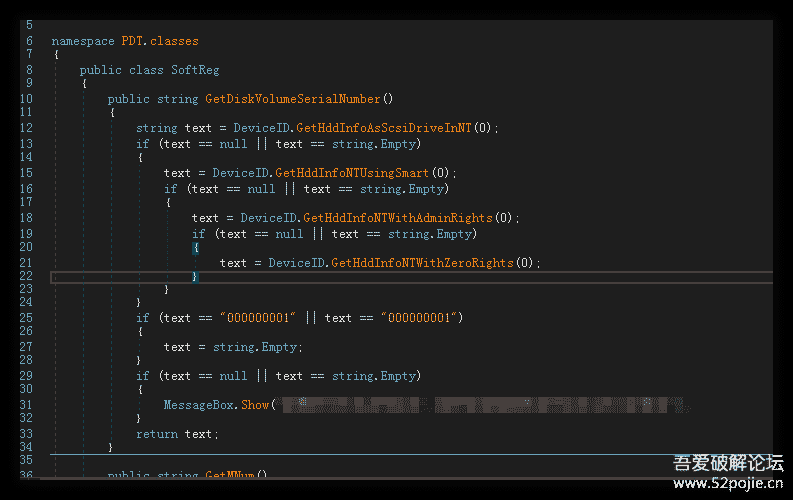 5
6 namespace PDT.classes
7 {
8 public class SoftReg
9 {
10 public string GetDiskVolumeSerialNumber()
11 {
12 string text = DeviceID.GetHddInfoAsScsiDriveInNT(0);
13 if (text == null || text == string.Empty)
14 {
15 text = DeviceID.GetHddInfoNTUsingSmart(0);
16 if (text == null || text == string.Empty)
17 {
18 text = DeviceID.GetHddInfoNTWithAdminRights(0);
19 if (text == null || text == string.Empty)
20 {
21 text = DeviceID.GetHddInfoNTWithZeroRights(0);
22 }
23 }
24 }
25 if (text == "000000001" || text == "000000001")
26 {
27 text = string.Empty;
28 }
29 if (text == null || text == string.Empty)
30 {
31 MessageBox.Show(
32 }
33 return text;
34 }
35
36 public string GetMNum()
吾爱破解论坛
www.52pojie.cn